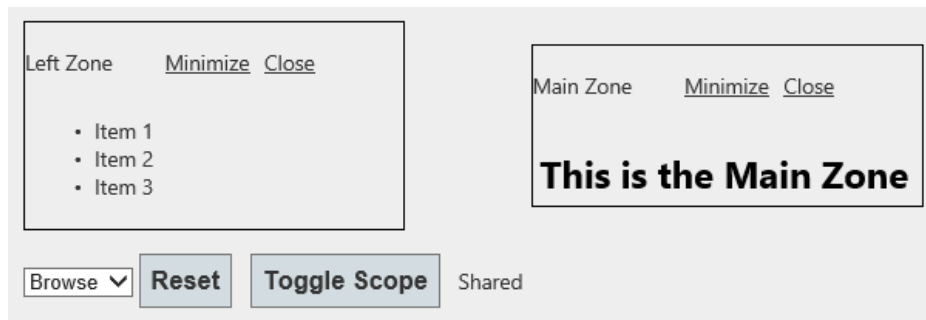 Left Zone Minimize Close
• Item 1
• Item 2
• Item 3
Main Zone Minimize Close
This is the Main Zone
Browse Reset Toggle Scope Shared